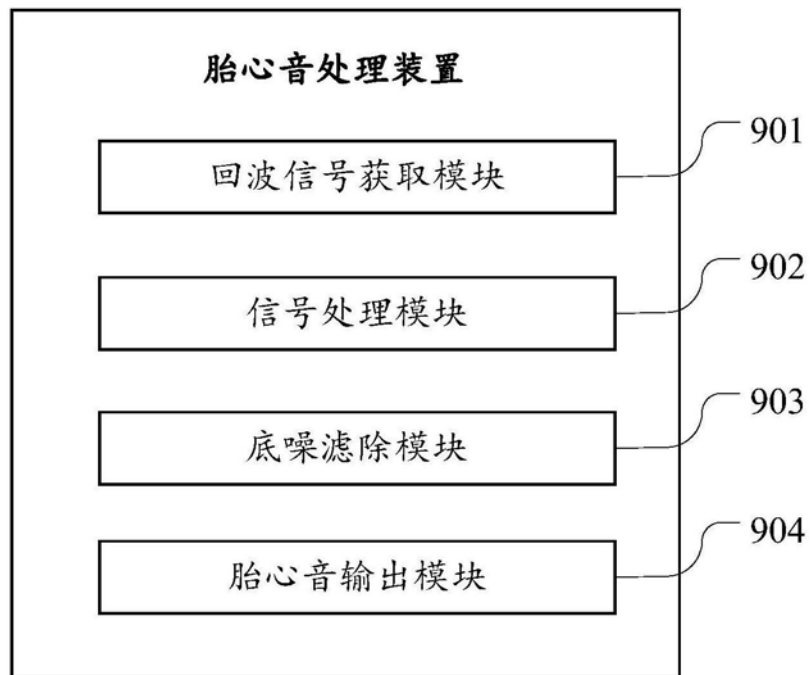 胎心音处理装置
回波信号获取模块
901
信号处理模块
902
底噪滤除模块
903
胎心音输出模块
904